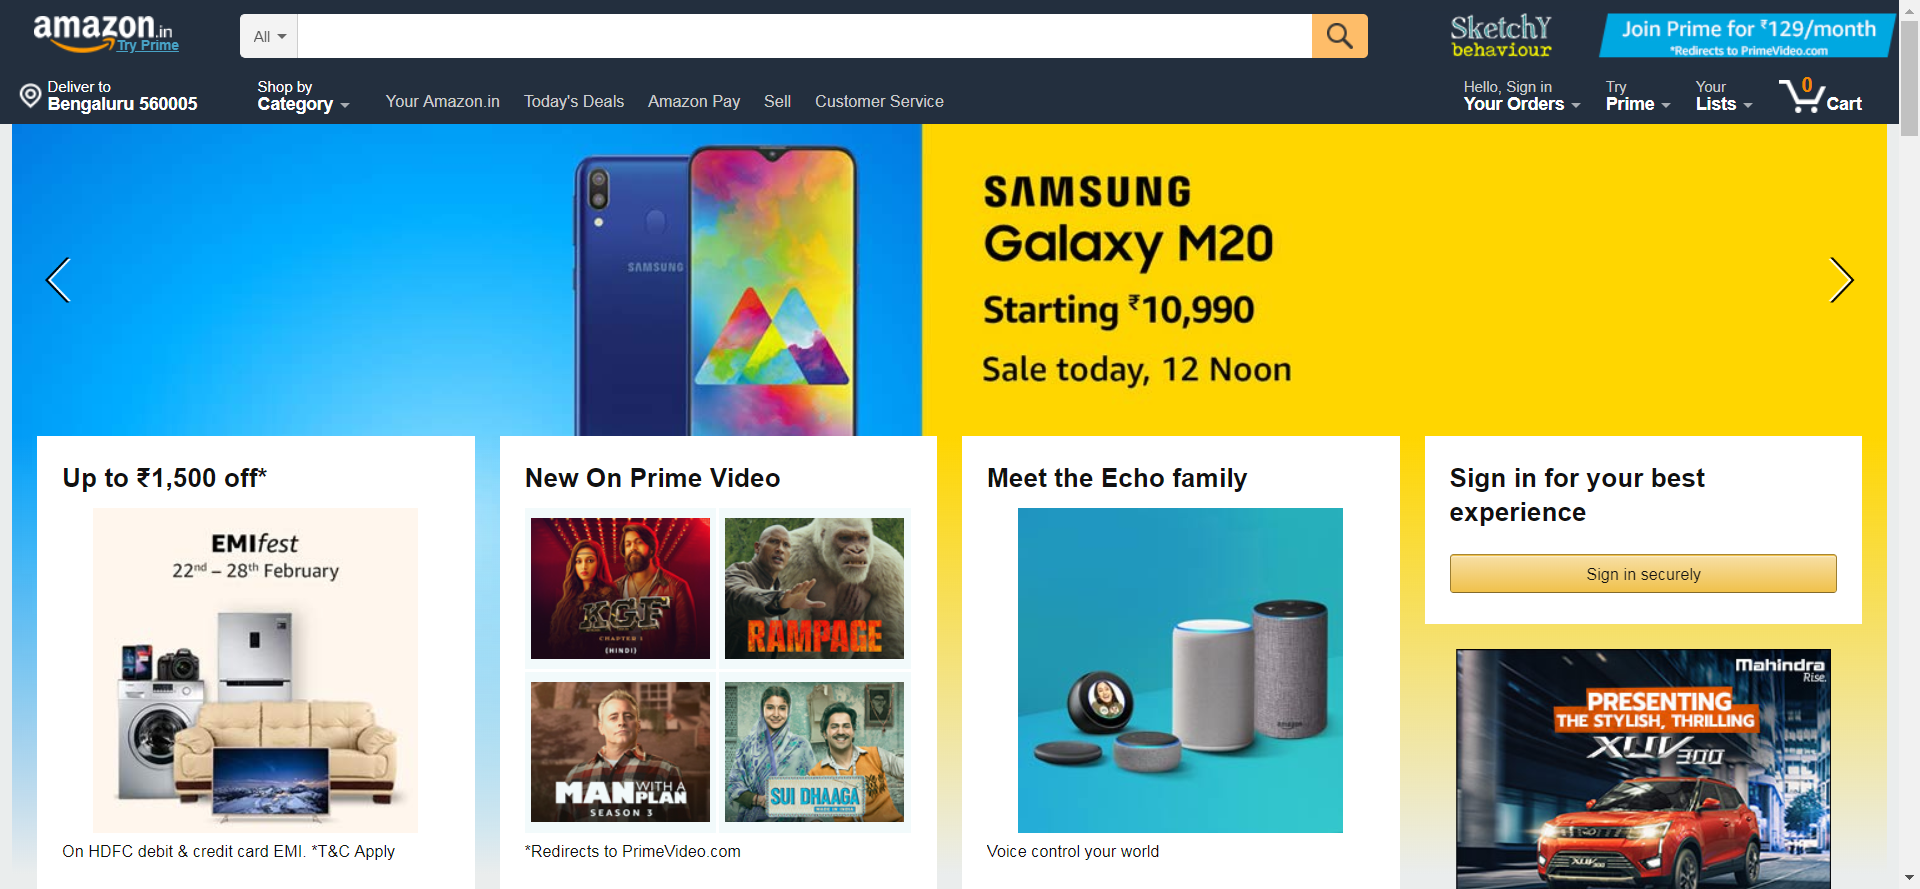 amazon.in
Try Prime
All
SketchY
behaviour
Join Prime for ₹129/month
*Redirects to PrimeVideo.com
Deliver to
Bengaluru 560005
Shop by
Category
Your Amazon.in
Today's Deals
Amazon Pay
Sell
Customer Service
Hello, Sign in
Your Orders
Try
Prime
Your
Lists
0
Cart
SAMSUNG
SAMSUNG
Galaxy M20
Starting ₹10,990
Sale today, 12 Noon
Up to ₹1,500 off*
EMIfest
22nd – 28th February
On HDFC debit & credit card EMI. *T&C Apply
New On Prime Video
KGF
CHAPTER 1
(HINDI)
RAMPAGE
MAN WITH A PLAN
SEASON 3
SUI DHAAGA
MADE IN INDIA
*Redirects to PrimeVideo.com
Meet the Echo family
amazon
Voice control your world
Sign in for your best
experience
Sign in securely
Mahindra
Rise.
PRESENTING
THE STYLISH, THRILLING
XUV300
XUV300